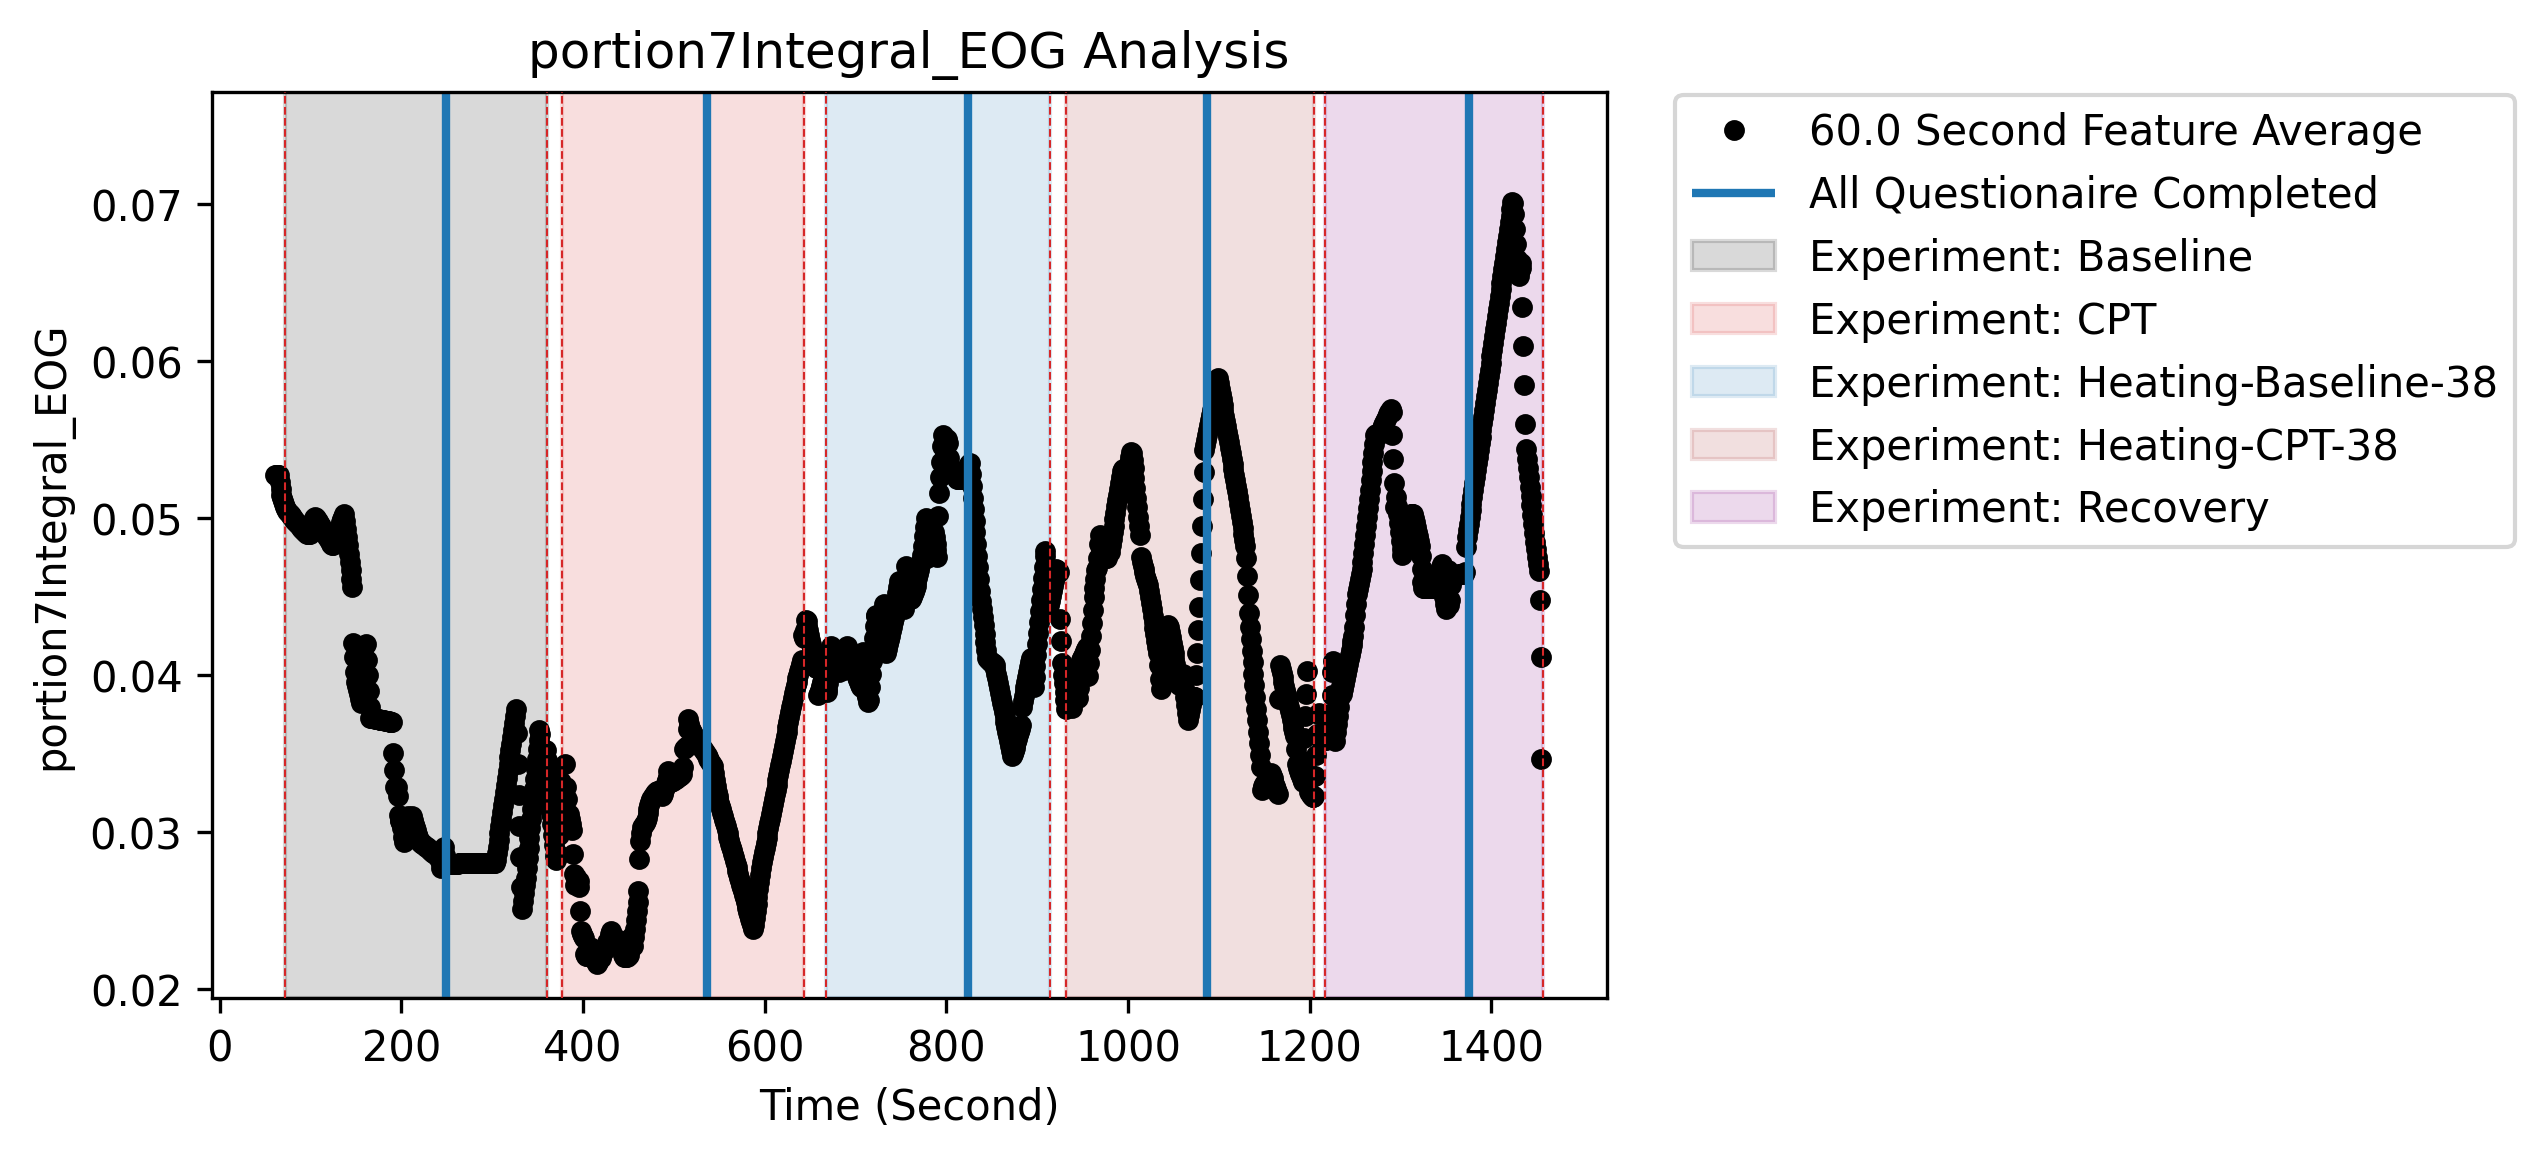 portion7Integral_EOG Analysis
portion7Integral_EOG
0.07
0.06
0.05
0.04
0.03
0.02
0 200 400 600 800 1000 1200 1400
Time (Second)
60.0 Second Feature Average
All Questionaire Completed
Experiment: Baseline
Experiment: CPT
Experiment: Heating-Baseline-38
Experiment: Heating-CPT-38
Experiment: Recovery